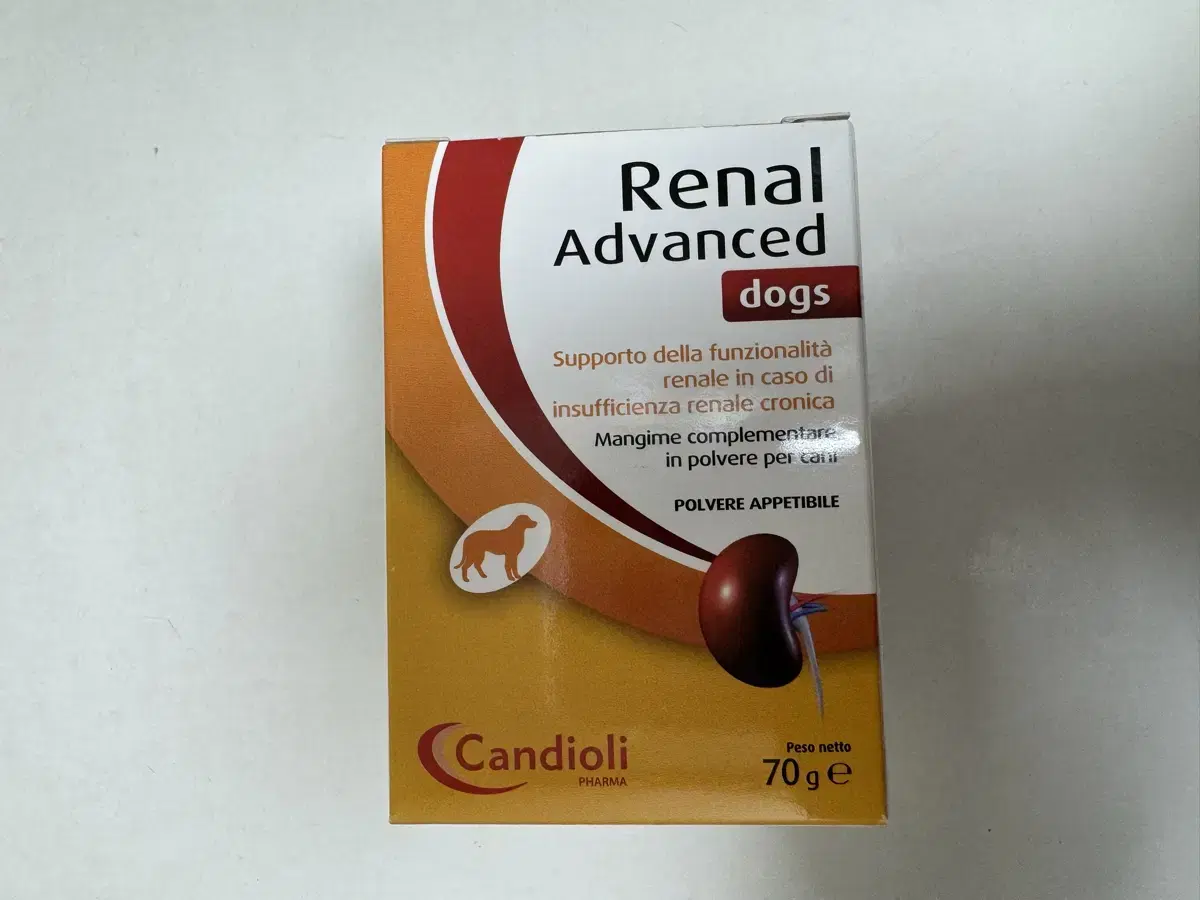 Renal
Advanced
dogs
Supporto della funzionalità
renale in caso di
insufficienza renale cronica
Mangime complementare
in polvere per cani
POLVERE APPETIBILE
Candioli
PHARMA
Peso netto
70 g ℮